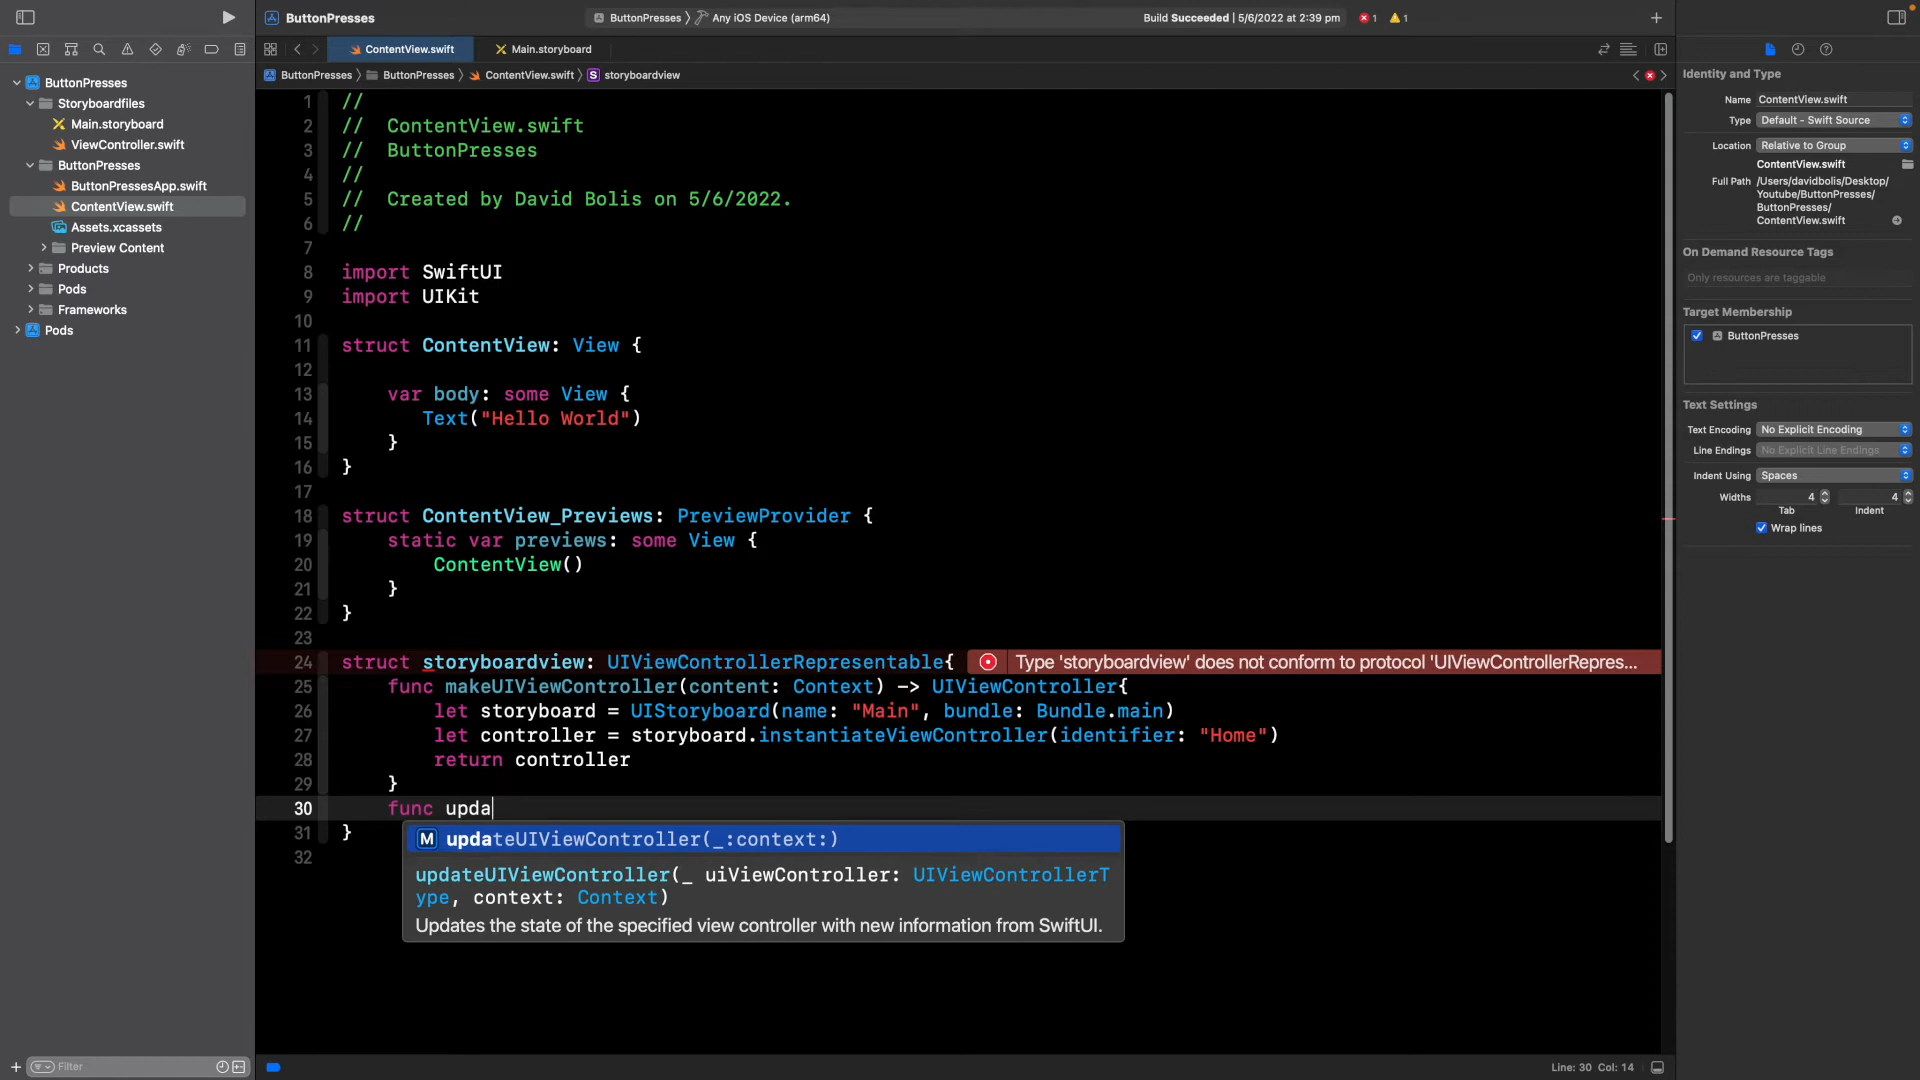 ButtonPresses
ButtonPresses 〉 Any iOS Device (arm64)
Build Succeeded | 5/6/2022 at 2:39 pm
1
1
ContentView.swift
Main.storyboard
ButtonPresses 〉 ButtonPresses 〉 ContentView.swift 〉 S storyboardview
ButtonPresses
Storyboardfiles
Main.storyboard
ViewController.swift
ButtonPresses
ButtonPressesApp.swift
ContentView.swift
Assets.xcassets
Preview Content
Products
Pods
Frameworks
Pods
Filter
1 //
2 //  ContentView.swift
3 //  ButtonPresses
4 //
5 //  Created by David Bolis on 5/6/2022.
6 //
7
8 import SwiftUI
9 import UIKit
10
11 struct ContentView: View {
12
13     var body: some View {
14        Text("Hello World")
15     }
16 }
17
18 struct ContentView_Previews: PreviewProvider {
19     static var previews: some View {
20         ContentView()
21     }
22 }
23
24 struct storyboardview: UIViewControllerRepresentable{ Type 'storyboardview' does not conform to protocol 'UIViewControllerRepres...
25     func makeUIViewController(content: Context) -> UIViewController{
26         let storyboard = UIStoryboard(name: "Main", bundle: Bundle.main)
27         let controller = storyboard.instantiateViewController(identifier: "Home")
28         return controller
29     }
30     func upda
31 }
32
M updateUIViewController(_:context:)
updateUIViewController(_ uiViewController: UIViewControllerT
ype, context: Context)
Updates the state of the specified view controller with new information from SwiftUI.
Line: 30 Col: 14
Identity and Type
Name ContentView.swift
Type Default - Swift Source
Location Relative to Group
ContentView.swift
Full Path /Users/davidbolis/Desktop/
Youtube/ButtonPresses/
ButtonPresses/
ContentView.swift
On Demand Resource Tags
Only resources are taggable
Target Membership
ButtonPresses
Text Settings
Text Encoding No Explicit Encoding
Line Endings No Explicit Line Endings
Indent Using Spaces
Widths 4 4
Tab Indent
Wrap lines